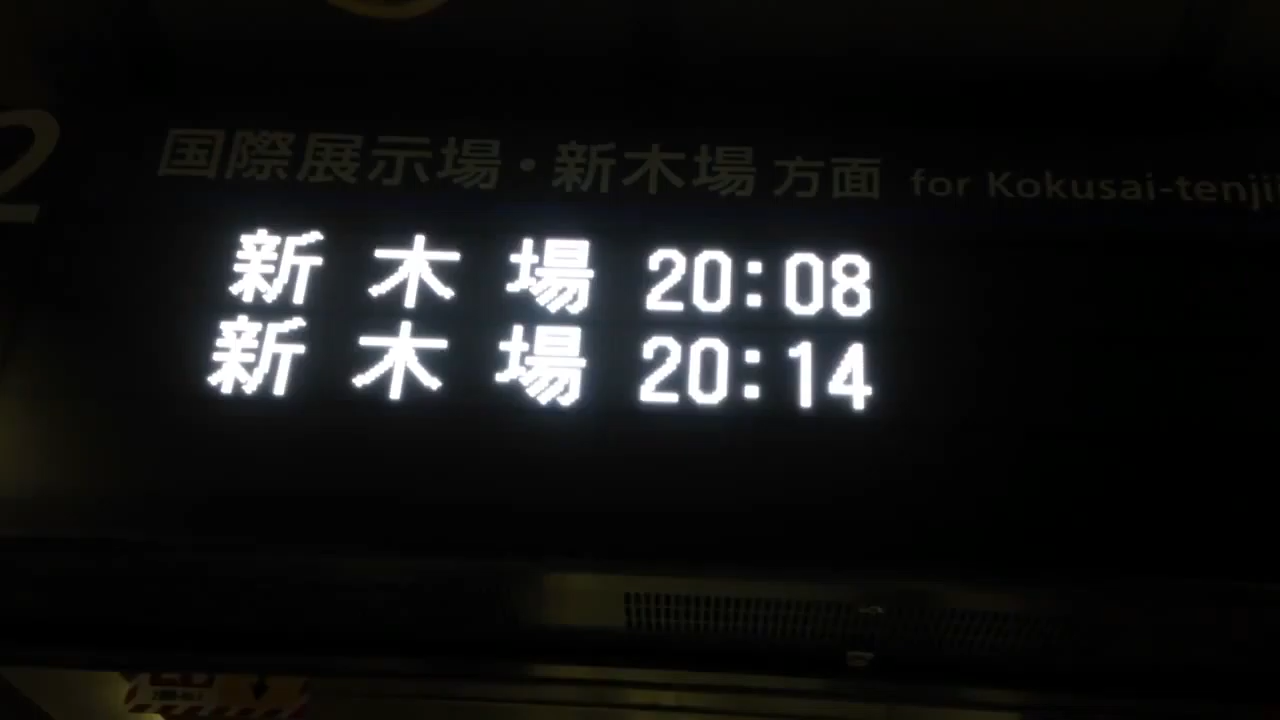 2 国際展示場・新木場 方面 for Kokusai-tenji
新木場 20:08
新木場 20:14